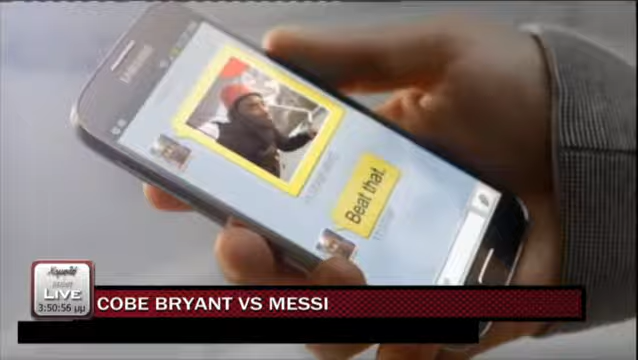 SAMSUNG
Beat that.
LIVE
3:50:56 μμ
COBE BRYANT VS MESSI